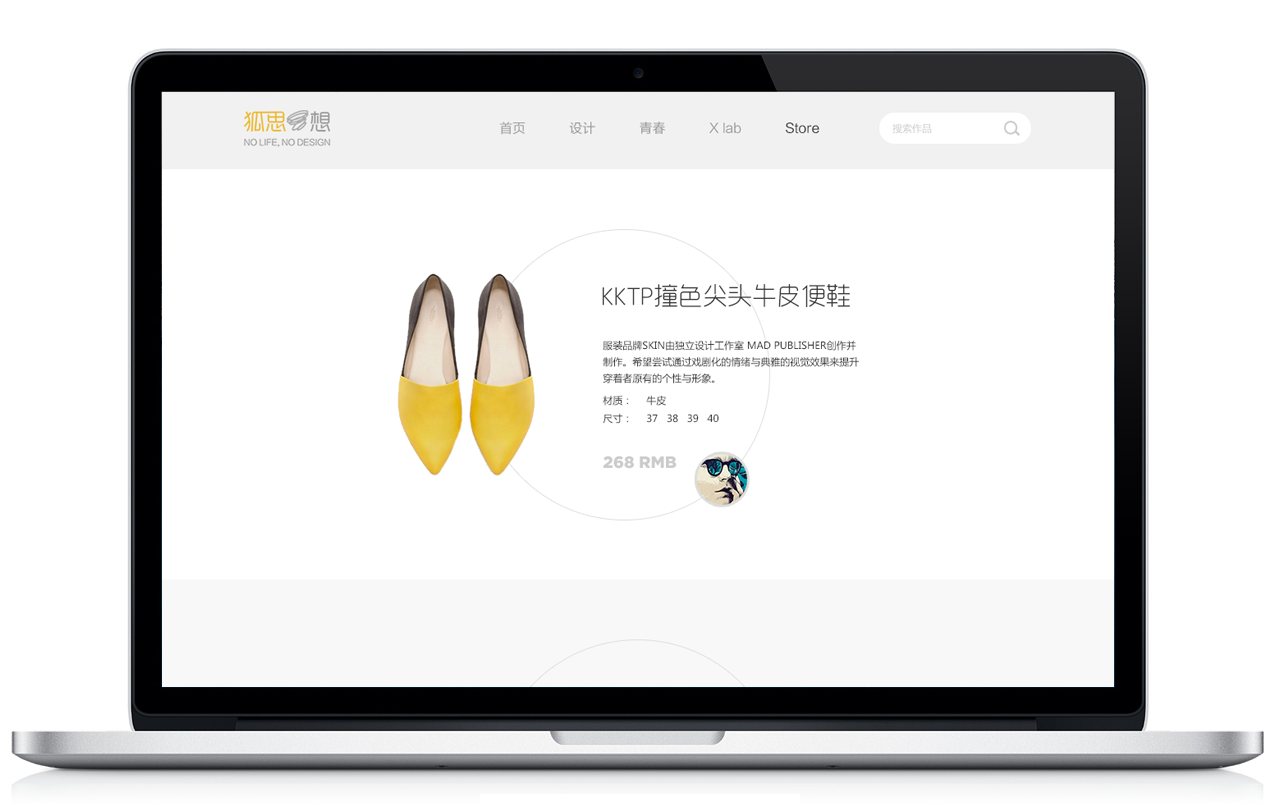 狐思想
NO LIFE, NO DESIGN
首页 设计 青春 X lab Store
搜索作品
KKTP撞色尖头牛皮便鞋
服装品牌SKIN由独立设计工作室 MAD PUBLISHER创作并
制作。希望尝试通过戏剧化的情绪与典雅的视觉效果来提升
穿着者原有的个性与形象。
材质： 牛皮
尺寸： 37 38 39 40
268 RMB